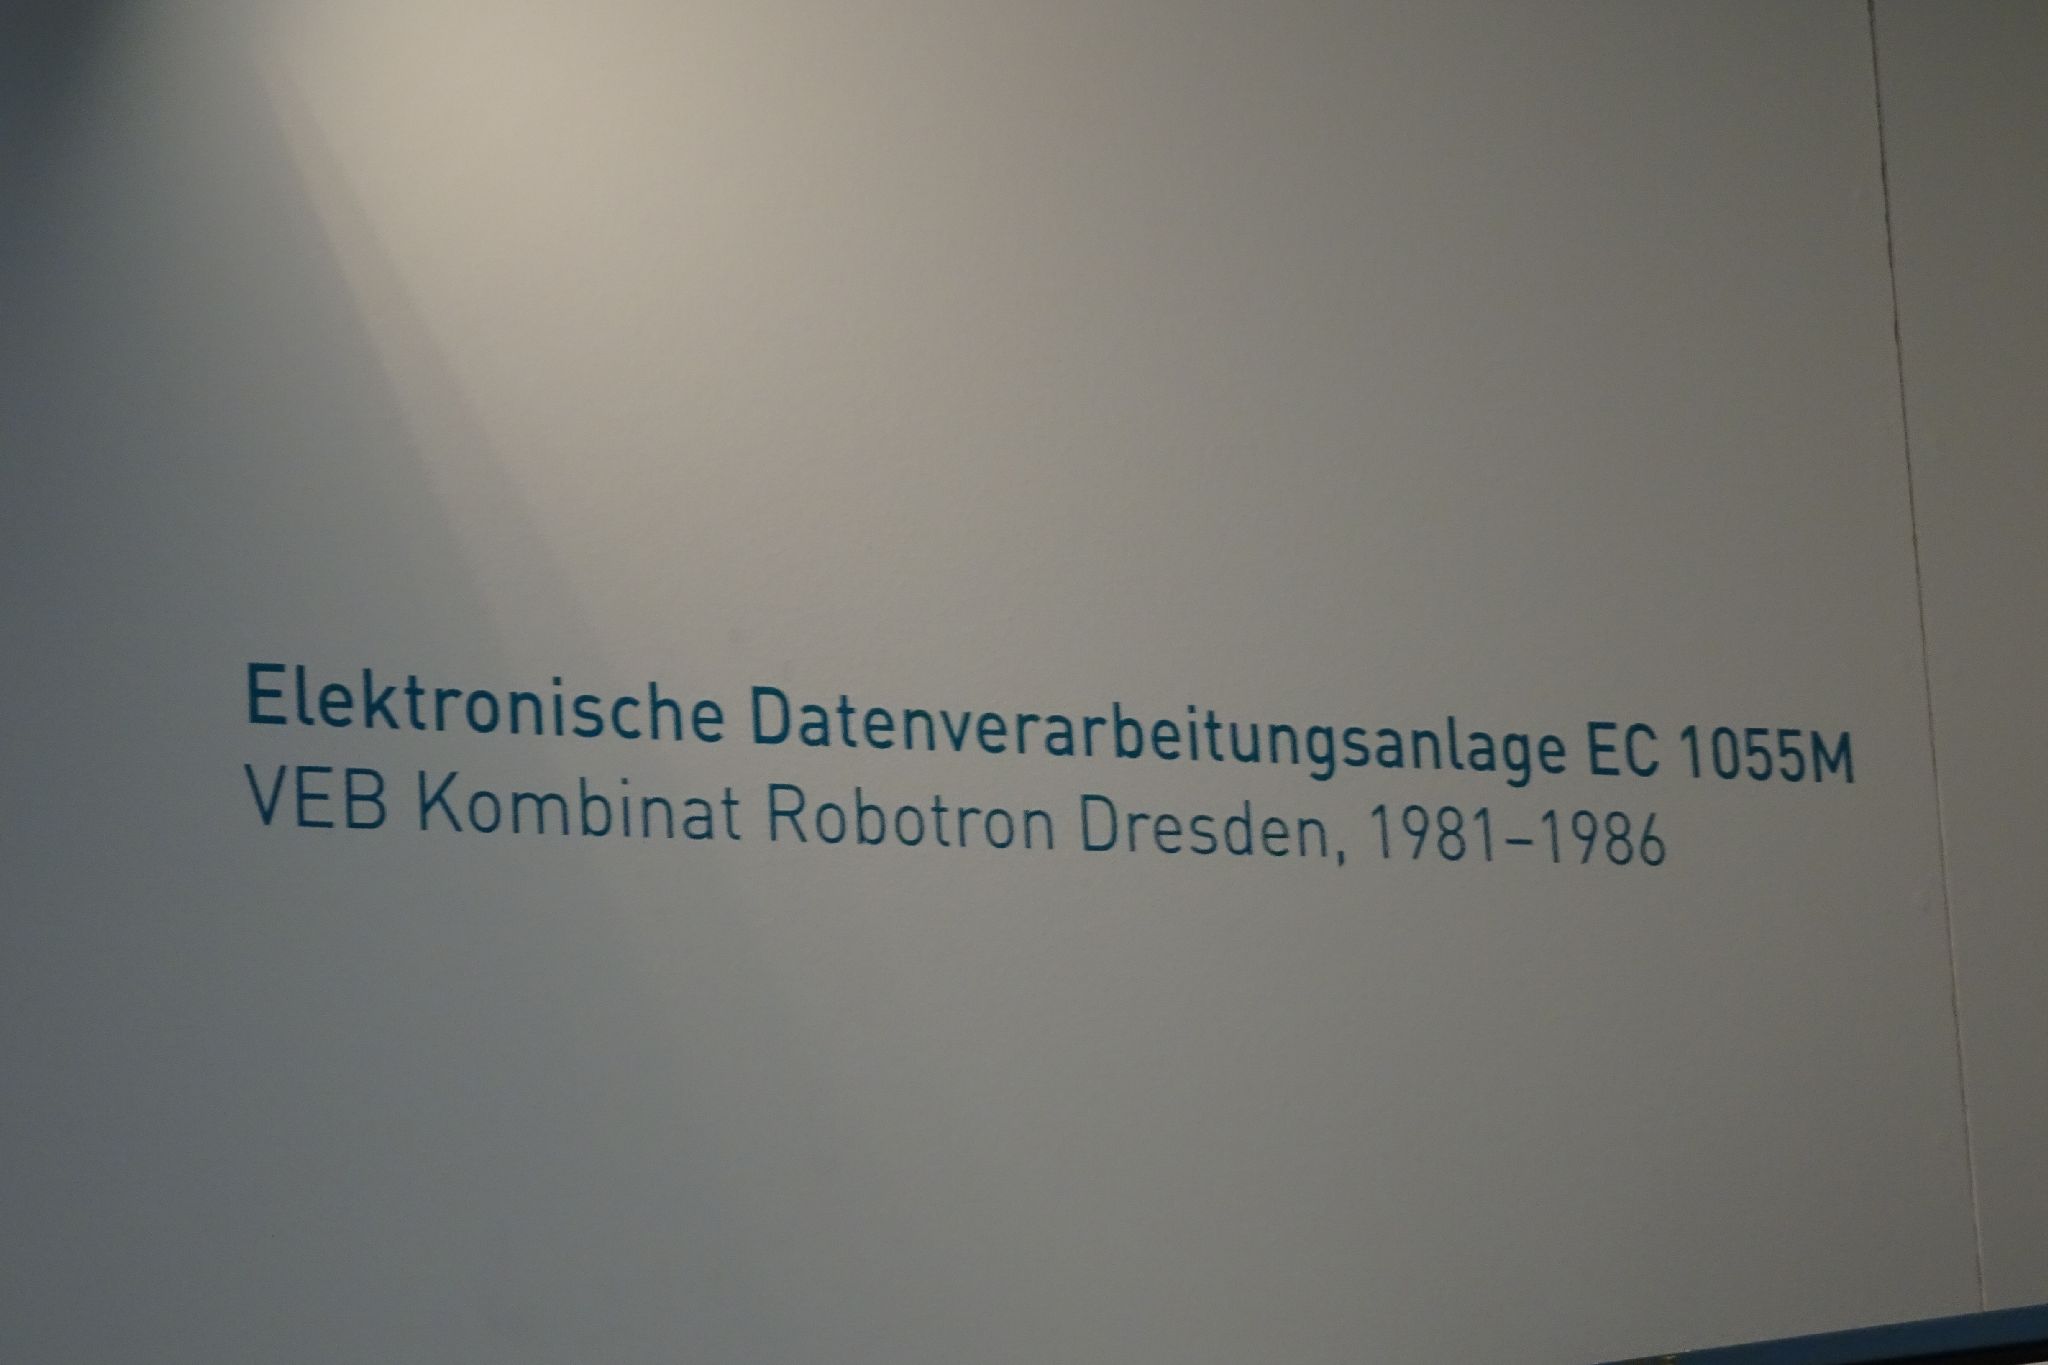 Elektronische Datenverarbeitungsanlage EC 1055M
VEB Kombinat Robotron Dresden, 1981–1986